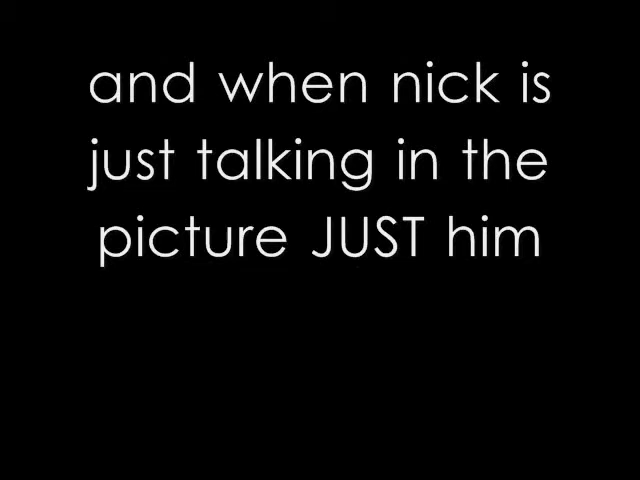 and when nick is
just talking in the
picture JUST him